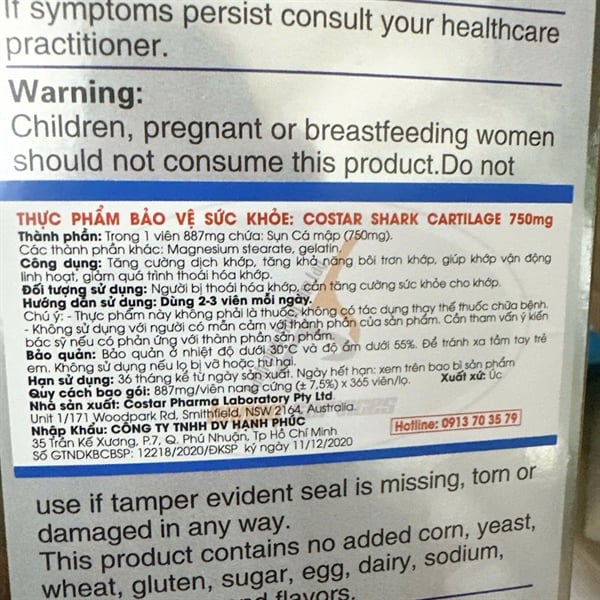 If symptoms persist consult your healthcare
practitioner.
Warning:
Children, pregnant or breastfeeding women
should not consume this product.Do not
THỰC PHẨM BẢO VỆ SỨC KHỎE: COSTAR SHARK CARTILAGE 750mg
Thành phần: Trong 1 viên 887mg chứa: Sụn Cá mập (750mg).
Các thành phần khác: Magnesium stearate, gelatin.
Công dụng: Tăng cường dịch khớp, tăng khả năng bôi trơn khớp, giúp khớp vận động
linh hoạt, giảm quá trình thoái hóa khớp.
Đối tượng sử dụng: Người bị thoái hóa khớp, cần tăng cường sức khỏe cho khớp.
Hướng dẫn sử dụng: Dùng 2-3 viên mỗi ngày.
Chú ý: - Thực phẩm này không phải là thuốc, không có tác dụng thay thế thuốc chữa bệnh.
- Không sử dụng với người có mẫn cảm với thành phần của sản phẩm. Cần tham vấn ý kiến
bác sỹ nếu có phản ứng với thành phần sản phẩm.
Bảo quản: Bảo quản ở nhiệt độ dưới 30°C và độ ẩm dưới 55%. Để tránh xa tầm tay trẻ
em. Không sử dụng nếu lọ bị vỡ hoặc hư hại.
Hạn sử dụng: 36 tháng kể từ ngày sản xuất. Ngày hết hạn: xem trên bao bì sản phẩm
Quy cách bao gói: 887mg/viên nang cứng (± 7,5%) x 365 viên/lọ. Xuất xứ: Úc
Nhà sản xuất: Costar Pharma Laboratory Pty Ltd
Unit 1/171 Woodpark Rd, Smithfield, NSW 2164, Australia.
Nhập Khẩu: CÔNG TY TNHH DV HẠNH PHÚC
Hotline: 0913 70 35 79
35 Trần Kế Xương, P.7, Q. Phú Nhuận, Tp Hồ Chí Minh
Số GTNDKBCBSP: 12218/2020/ĐKSP ký ngày 11/12/2020
use if tamper evident seal is missing, torn or
damaged in any way.
This product contains no added corn, yeast,
wheat, gluten, sugar, egg, dairy, sodium,
flavors.